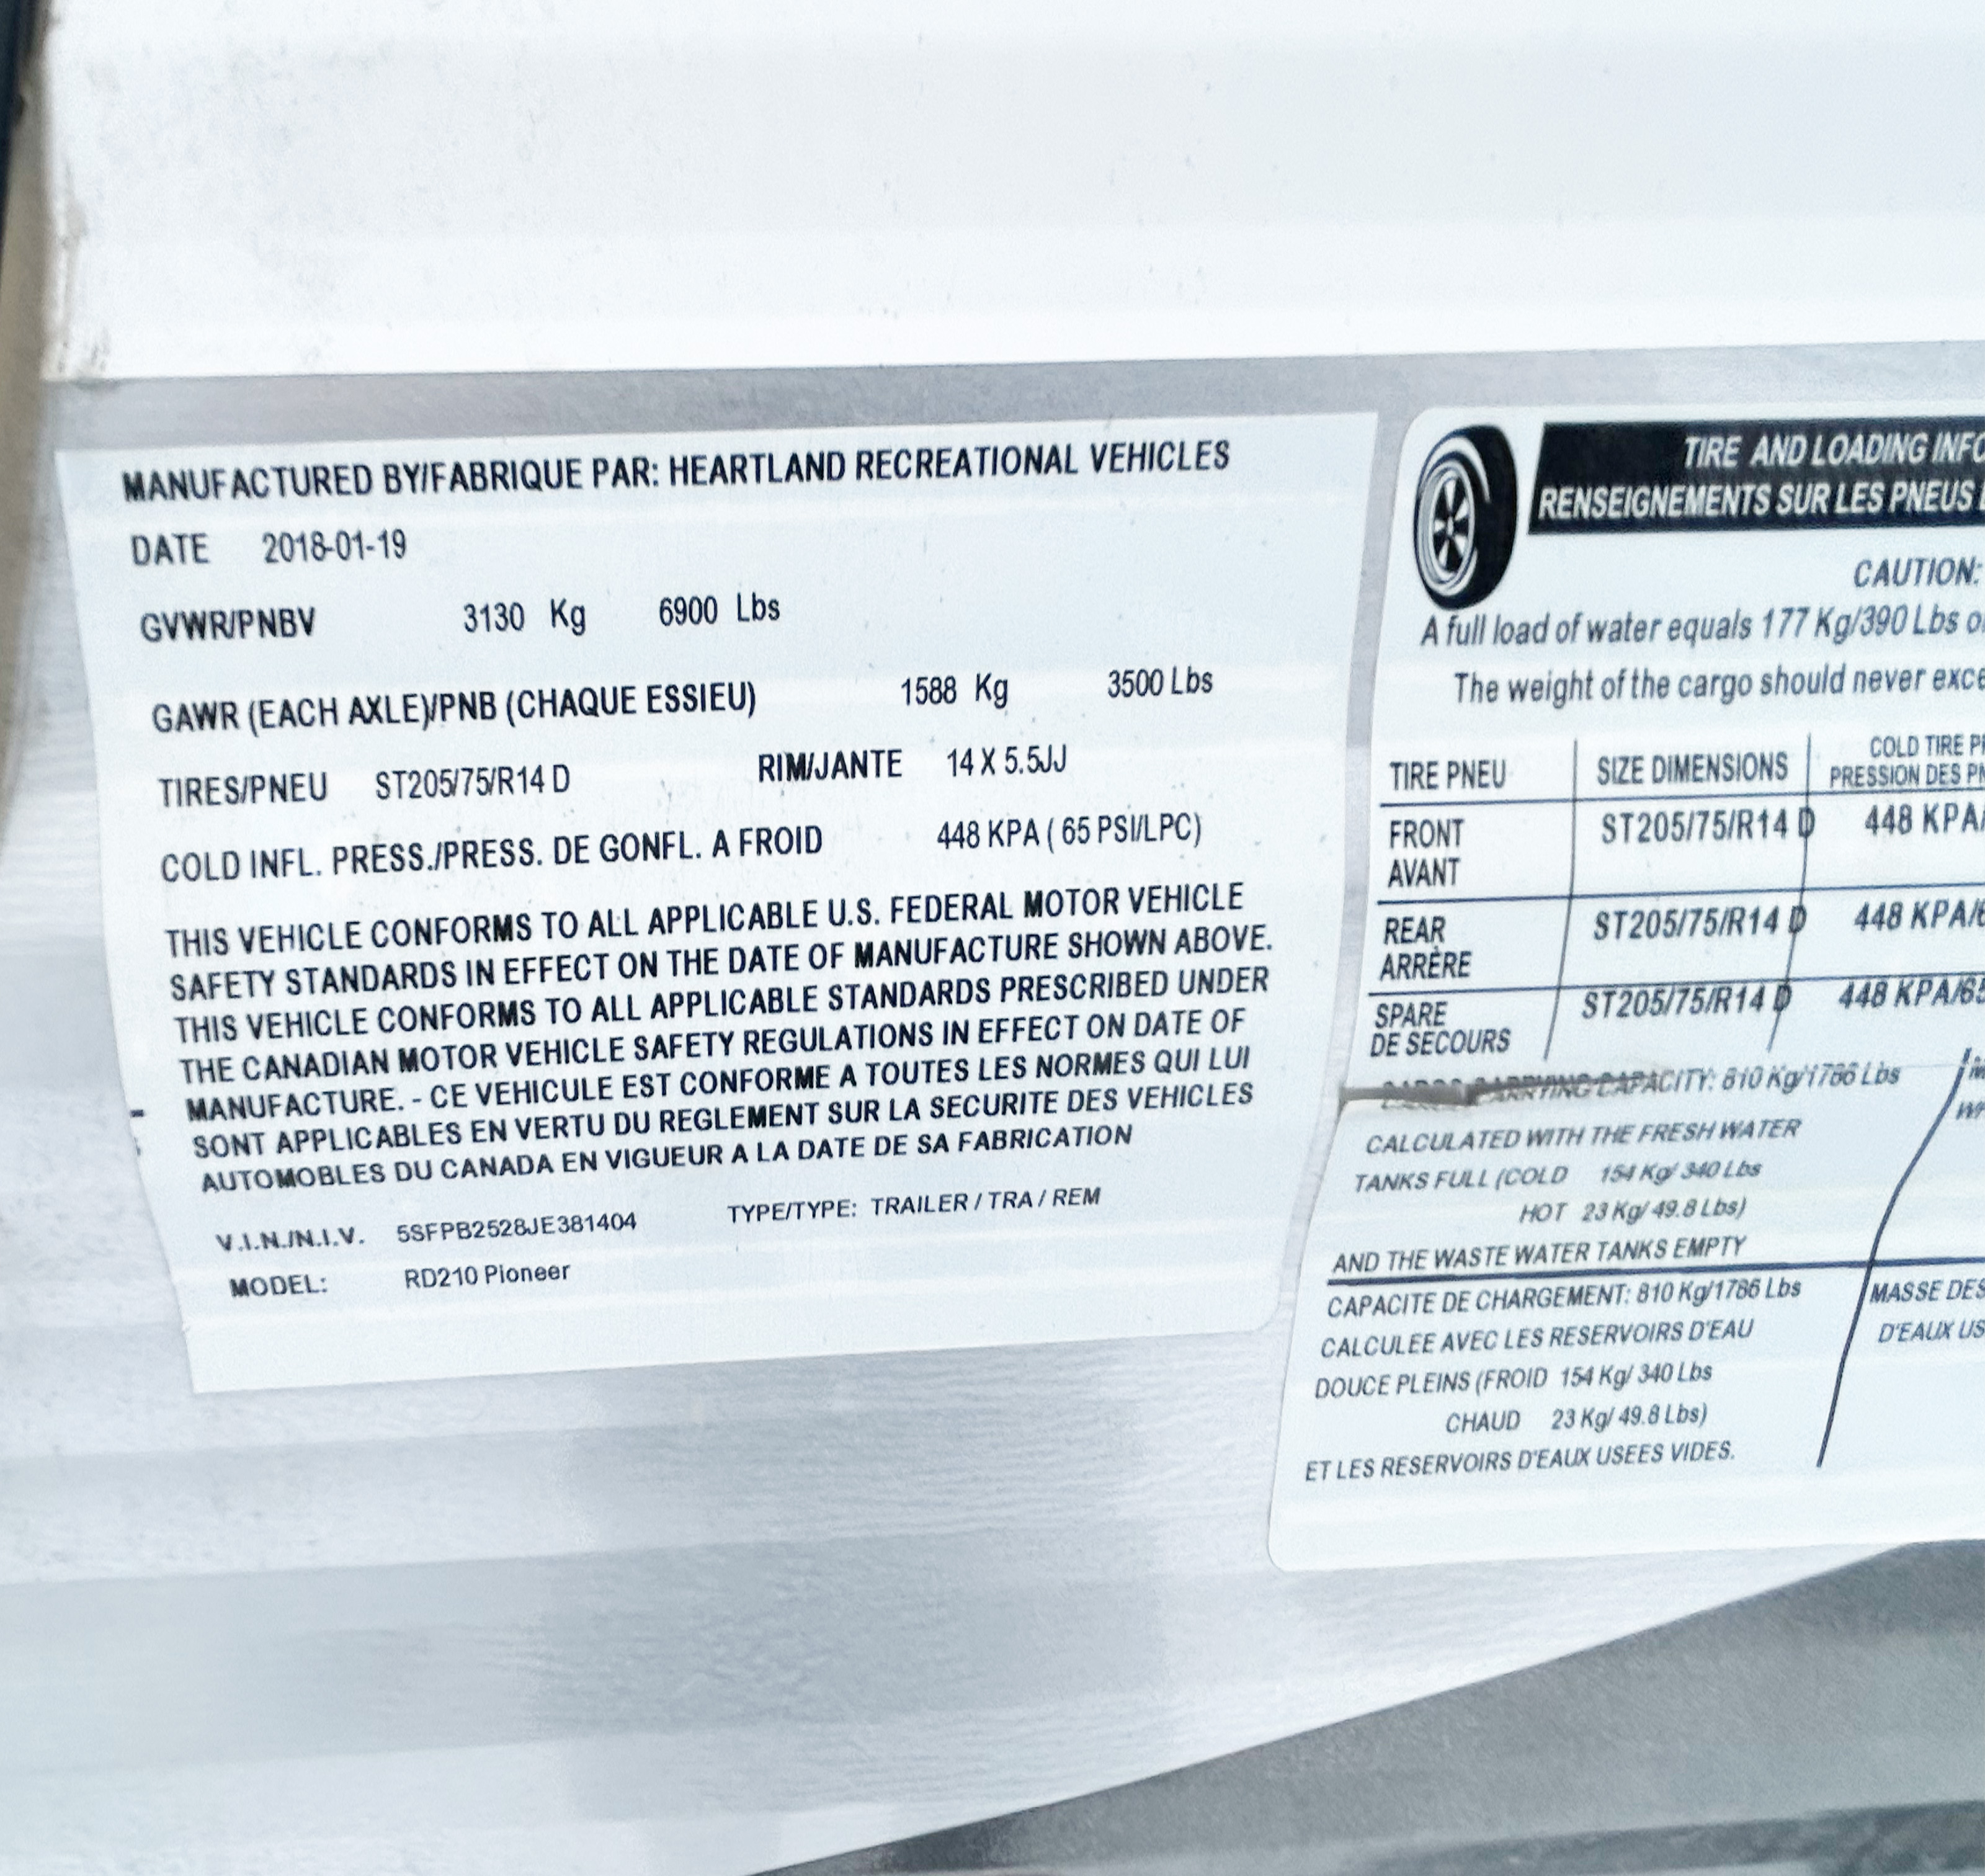 MANUFACTURED BY/FABRIQUE PAR: HEARTLAND RECREATIONAL VEHICLES
DATE 2018-01-19
GVWR/PNBV 3130 Kg 6900 Lbs
GAWR (EACH AXLE)/PNB (CHAQUE ESSIEU) 1588 Kg 3500 Lbs
TIRES/PNEU ST205/75/R14 D RIM/JANTE 14 X 5.5JJ
COLD INFL. PRESS./PRESS. DE GONFL. A FROID 448 KPA ( 65 PSI/LPC)
THIS VEHICLE CONFORMS TO ALL APPLICABLE U.S. FEDERAL MOTOR VEHICLE
SAFETY STANDARDS IN EFFECT ON THE DATE OF MANUFACTURE SHOWN ABOVE.
THIS VEHICLE CONFORMS TO ALL APPLICABLE STANDARDS PRESCRIBED UNDER
THE CANADIAN MOTOR VEHICLE SAFETY REGULATIONS IN EFFECT ON DATE OF
MANUFACTURE. - CE VEHICULE EST CONFORME A TOUTES LES NORMES QUI LUI
SONT APPLICABLES EN VERTU DU REGLEMENT SUR LA SECURITE DES VEHICLES
AUTOMOBLES DU CANADA EN VIGUEUR A LA DATE DE SA FABRICATION
V.I.N./N.I.V. 5SFPB2528JE381404 TYPE/TYPE: TRAILER / TRA / REM
MODEL: RD210 Pioneer
TIRE AND LOADING INFO
RENSEIGNEMENTS SUR LES PNEUS
CAUTION:
A full load of water equals 177 Kg/390 Lbs o
The weight of the cargo should never exce
TIRE PNEU SIZE DIMENSIONS COLD TIRE P
PRESSION DES PN
FRONT ST205/75/R14 D 448 KPA/
AVANT
REAR ST205/75/R14 D 448 KPA/6
ARRÈRE
SPARE ST205/75/R14 D 448 KPA/65
DE SECOURS
CARGO CARRYING CAPACITY: 810 Kg/1786 Lbs
CALCULATED WITH THE FRESH WATER
TANKS FULL (COLD 154 Kg/ 340 Lbs
HOT 23 Kg/ 49.8 Lbs)
AND THE WASTE WATER TANKS EMPTY
CAPACITE DE CHARGEMENT: 810 Kg/1786 Lbs MASSE DES
CALCULEE AVEC LES RESERVOIRS D'EAU D'EAUX US
DOUCE PLEINS (FROID 154 Kg/ 340 Lbs
CHAUD 23 Kg/ 49.8 Lbs)
ET LES RESERVOIRS D'EAUX USEES VIDES.